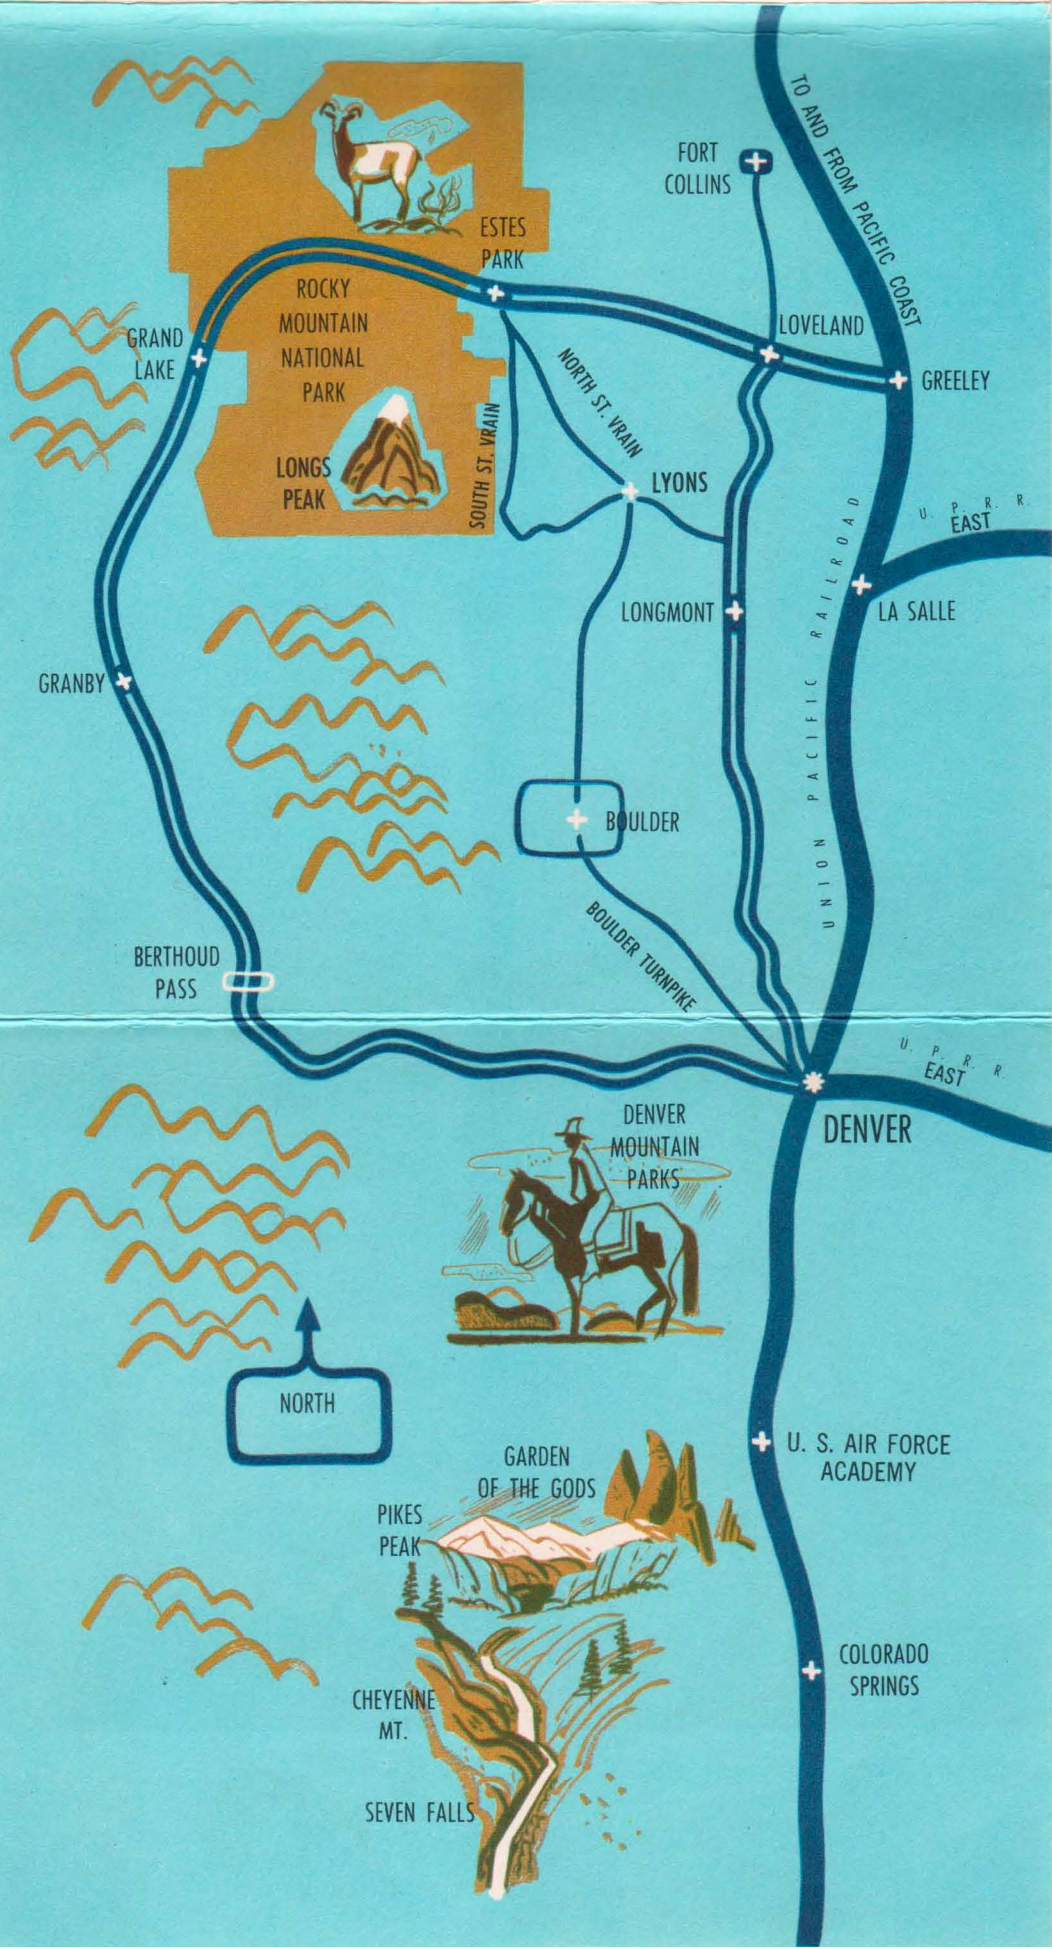 TO AND FROM PACIFIC COAST
FORT
COLLINS
ESTES
PARK
ROCKY
MOUNTAIN
NATIONAL
PARK
GRAND
LAKE
LOVELAND
GREELEY
NORTH ST. VRAIN
SOUTH ST. VRAIN
LONGS
PEAK
LYONS
U. P. R. R.
EAST
LONGMONT
LA SALLE
UNION PACIFIC RAILROAD
GRANBY
BOULDER
BOULDER TURNPIKE
BERTHOUD
PASS
U. P. R. R.
EAST
DENVER
DENVER
MOUNTAIN
PARKS
NORTH
U. S. AIR FORCE
ACADEMY
GARDEN
OF THE GODS
PIKES
PEAK
COLORADO
SPRINGS
CHEYENNE
MT.
SEVEN FALLS